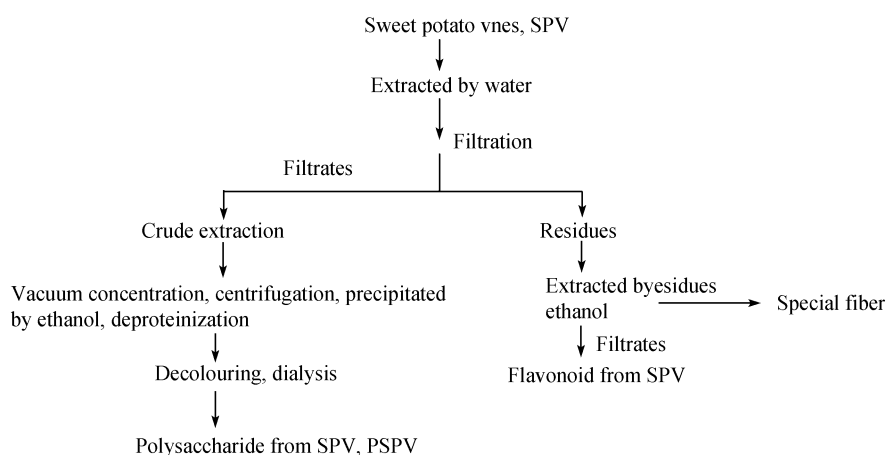 Sweet potato vnes, SPV
Extracted by water
Filtration
Filtrates
Crude extraction
Residues
Vacuum concentration, centrifugation, precipitated
by ethanol, deproteinization
Extracted byesidues
ethanol
Special fiber
Filtrates
Decolouring, dialysis
Flavonoid from SPV
Polysaccharide from SPV, PSPV